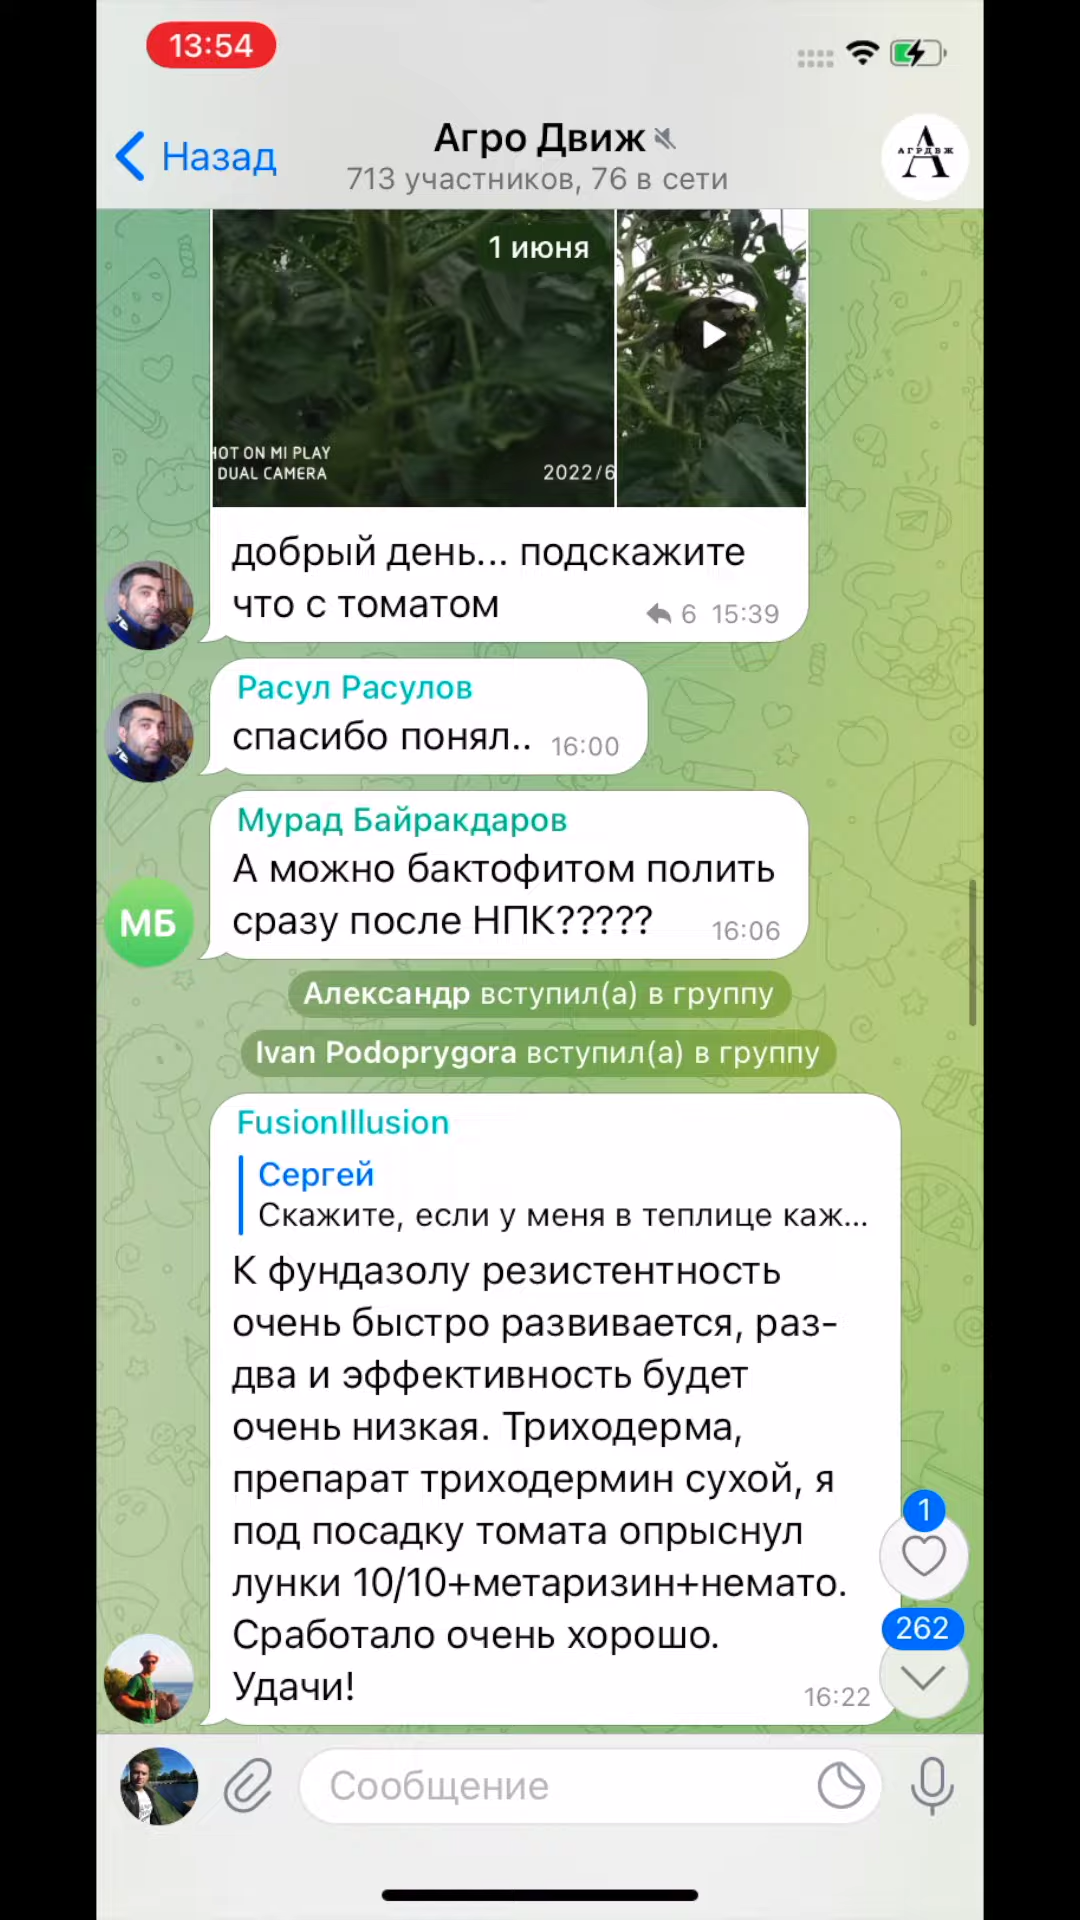 13:54
Назад
Агро Движ
713 участников, 76 в сети
А
АГРДВЖ
1 июня
HOT ON MI PLAY
DUAL CAMERA
2022/6
добрый день... подскажите
что с томатом
6 15:39
Расул Расулов
спасибо понял..
16:00
Мурад Байракдаров
А можно бактофитом полить
сразу после НПК?????
16:06
МБ
Александр вступил(а) в группу
Ivan Podoprygora вступил(а) в группу
FusionIllusion
Сергей
Скажите, если у меня в теплице каж...
К фундазолу резистентность
очень быстро развивается, раз-
два и эффективность будет
очень низкая. Триходерма,
препарат триходермин сухой, я
под посадку томата опрыснул
лунки 10/10+метаризин+немато.
Сработало очень хорошо.
Удачи!
16:22
1
262
Сообщение